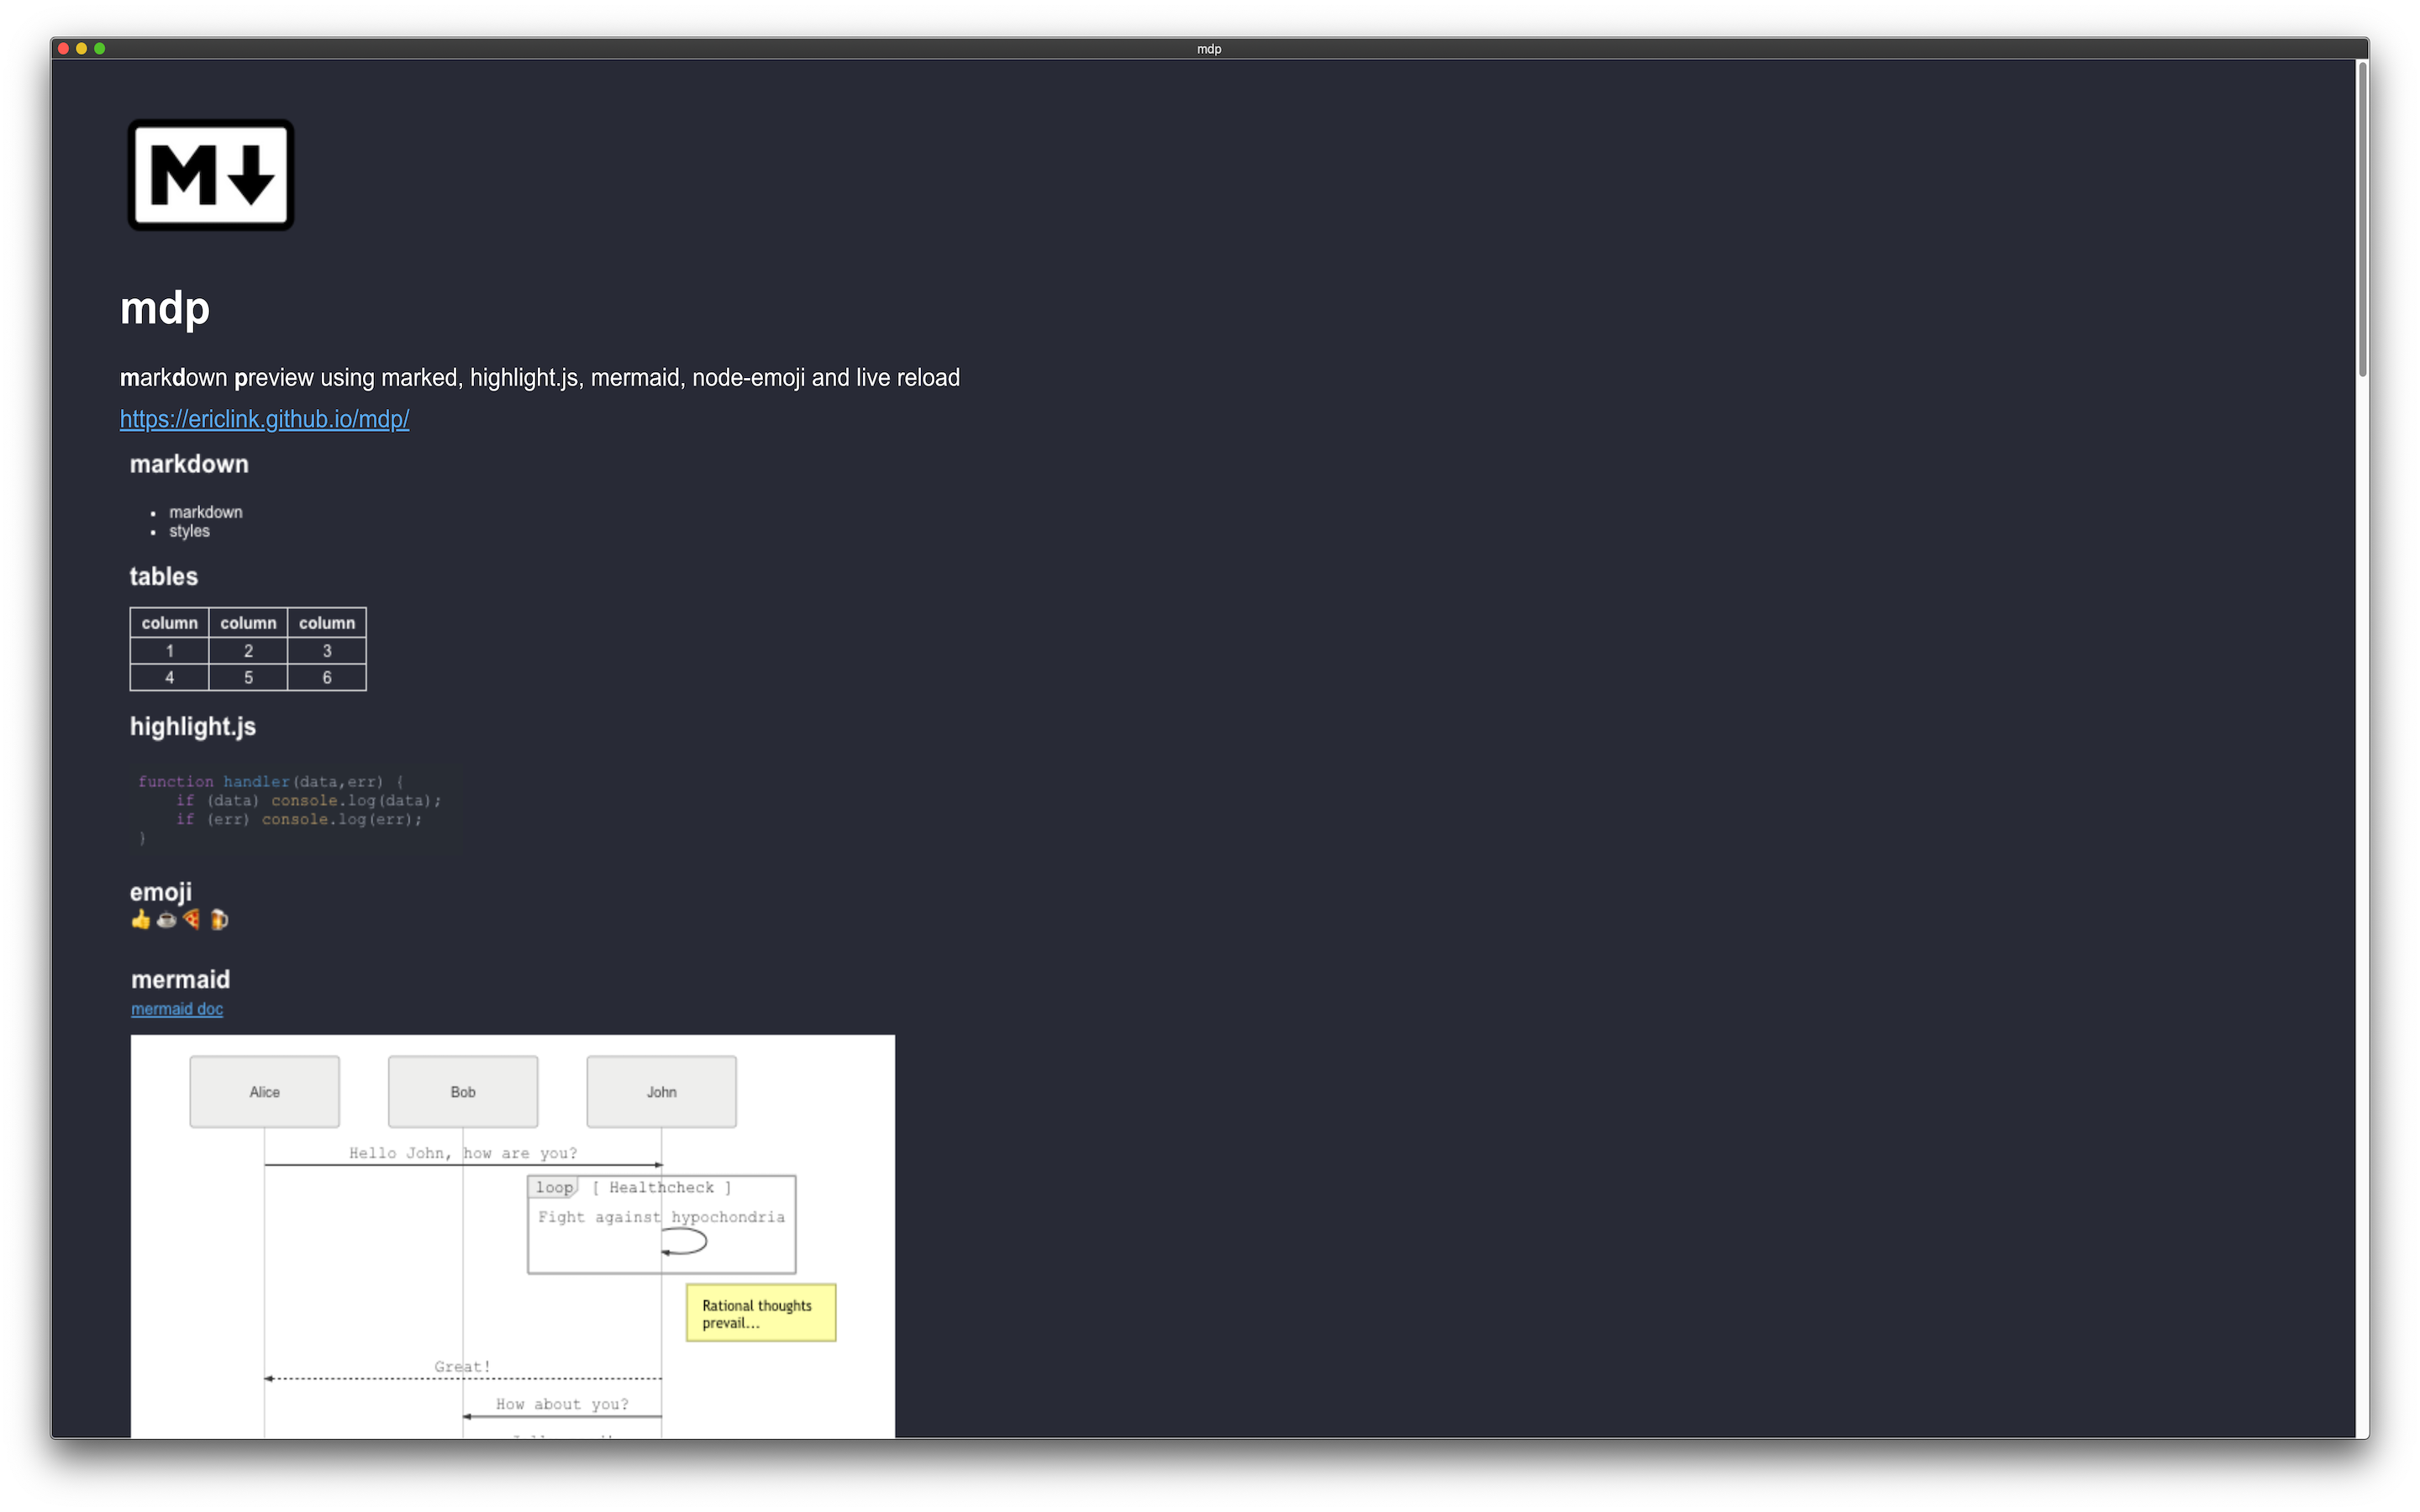 mdp
M
mdp
markdown preview using marked, highlight.js, mermaid, node-emoji and live reload
https://ericlink.github.io/mdp/
markdown
• markdown
• styles
tables
column column column
1 2 3
4 5 6
highlight.js
function handler(data,err) {
if (data) console.log(data);
if (err) console.log(err);
}
emoji
👍 ☕ 🍕 🍺
mermaid
mermaid doc
Alice Bob John
Hello John, how are you?
loop [ Healthcheck ]
Fight against hypochondria
Rational thoughts
prevail...
Great!
How about you?